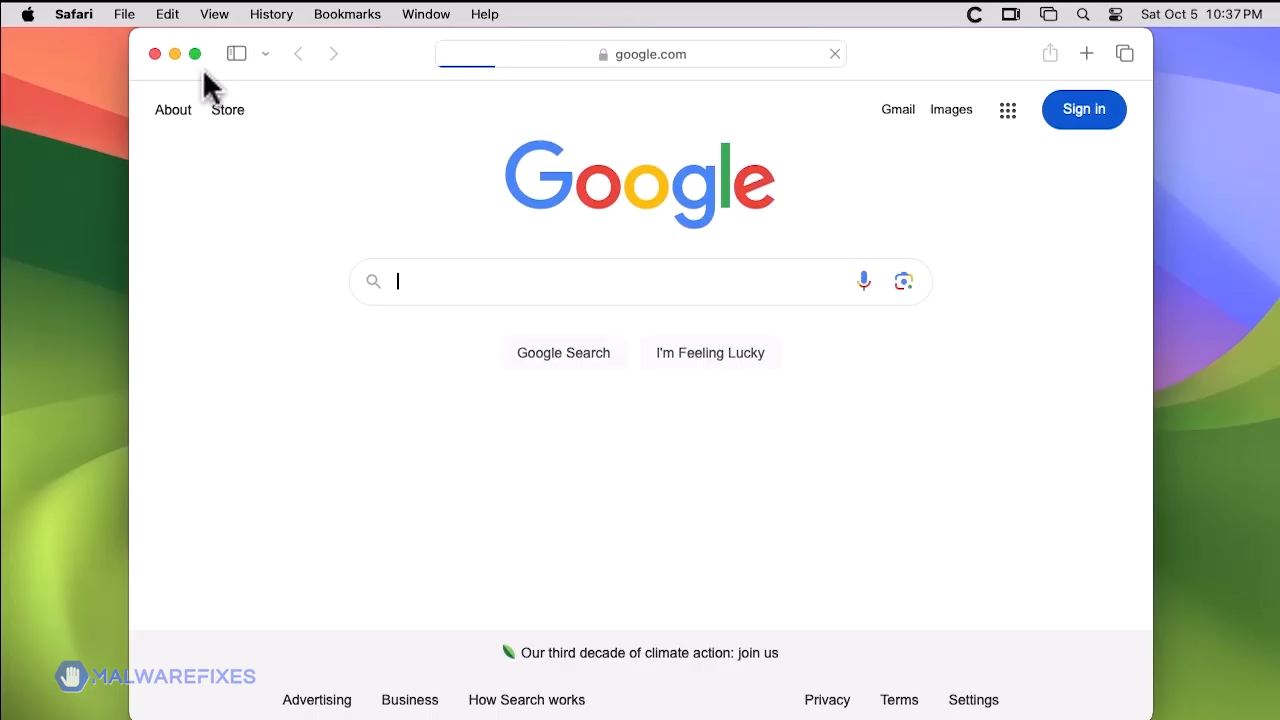 Safari File Edit View History Bookmarks Window Help Sat Oct 5 10:37 PM
google.com
About Store Gmail Images Sign in
Google
Google Search I'm Feeling Lucky
Our third decade of climate action: join us
MALWAREFIXES
Advertising Business How Search works Privacy Terms Settings